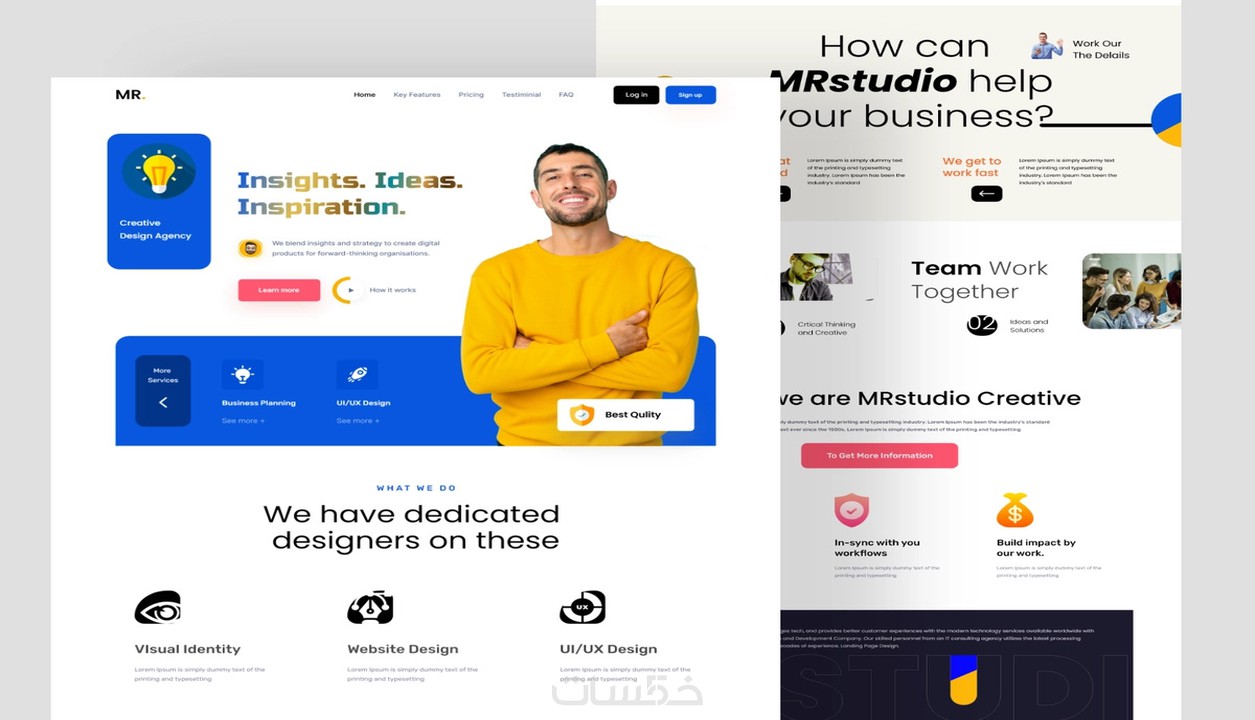 MR.
Home
Key Features
Pricing
Testiminial
FAQ
Log in
Sign up
Creative
Design Agency
Insights. Ideas.
Inspiration.
We blend insights and strategy to create digital
products for forward-thinking organisations.
Learn more
How it works
More
Services
Business Planning
See more +
UI/UX Design
See more +
Best Qulity
WHAT WE DO
We have dedicated
designers on these
VIsual Identity
Lorem Ipsum is simply dummy text of the
printing and typesetting
Website Design
Lorem Ipsum is simply dummy text of the
printing and typesetting
UX
UI/UX Design
Lorem Ipsum is simply dummy text of the
printing and typesetting
خمسات
How can
MRstudio help
your business?
Work Our
The Delails
Lorem Ipsum is simply dummy text
of the printing and typesetting
industry. Lorem Ipsum has been the
industry's standard
We get to
work fast
Lorem Ipsum is simply dummy text
of the printing and typesetting
industry. Lorem Ipsum has been the
industry's standard
Team Work
Together
Crtical Thinking
and Creative
02
Ideas and
Solutions
we are MRstudio Creative
dummy text of the printing and typesetting industry. Lorem Ipsum has been the industry's standard
text ever since the 1500s. Lorem Ipsum is simply dummy text of the printing and typesetting
To Get More Information
In-sync with you
workflows
Lorem Ipsum is simply dummy text of the
printing and typesetting
$
Build impact by
our work.
Lorem Ipsum is simply dummy text of the
printing and typesetting
tech, and provides better customer experiences with the modern technology services available worldwide with
and Development Company. Our skilled personnel from an IT consulting agency utilises the latest processing
of experience. Landing Page Design.
STUDI